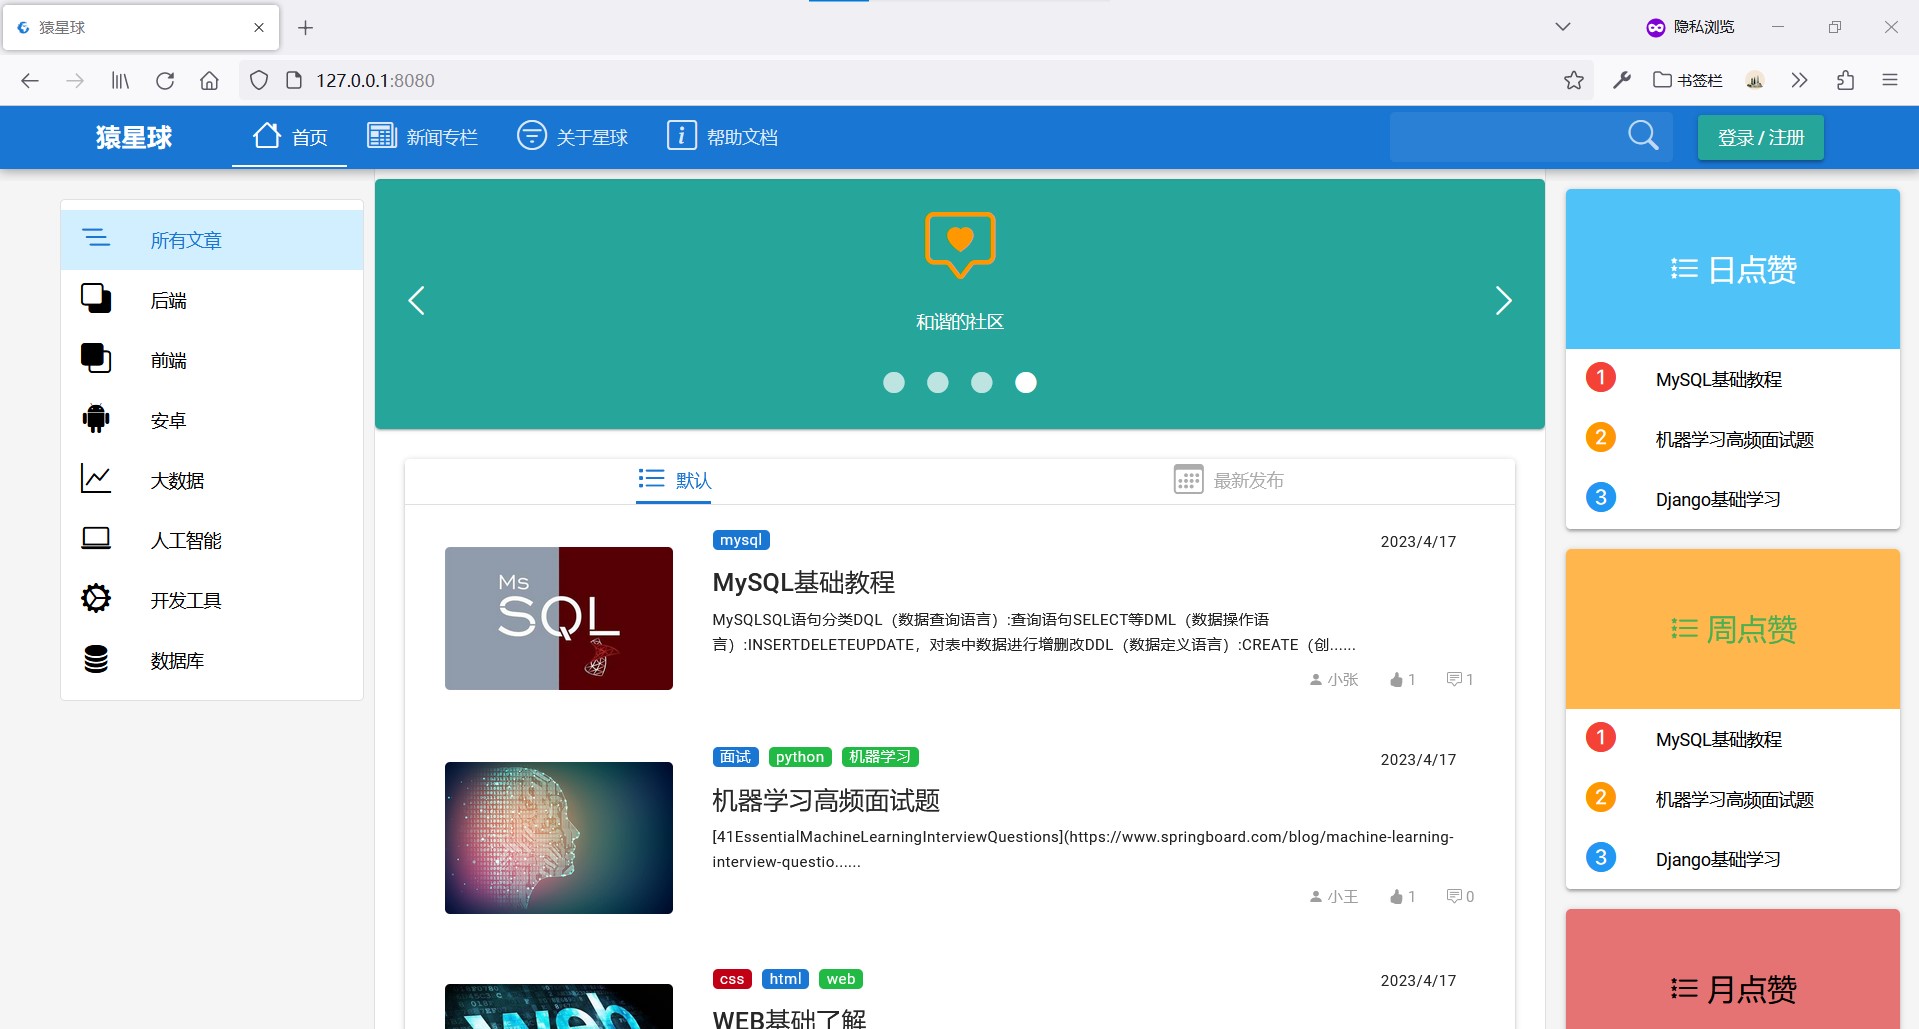 猿星球
隐私浏览
127.0.0.1:8080
书签栏
猿星球
首页
新闻专栏
关于星球
帮助文档
登录 / 注册
所有文章
后端
前端
安卓
大数据
人工智能
开发工具
数据库
和谐的社区
默认
最新发布
Ms
SQL
mysql
2023/4/17
MySQL基础教程
MySQLSQL语句分类DQL（数据查询语言）:查询语句SELECT等DML（数据操作语
言）:INSERTDELETEUPDATE，对表中数据进行增删改DDL（数据定义语言）:CREATE（创......
小张
1
1
面试 python 机器学习
2023/4/17
机器学习高频面试题
[41EssentialMachineLearningInterviewQuestions](https://www.springboard.com/blog/machine-learning-
interview-questio......
小王
1
0
Web
css html web
2023/4/17
WEB基础了解
日点赞
1 MySQL基础教程
2 机器学习高频面试题
3 Django基础学习
周点赞
1 MySQL基础教程
2 机器学习高频面试题
3 Django基础学习
月点赞